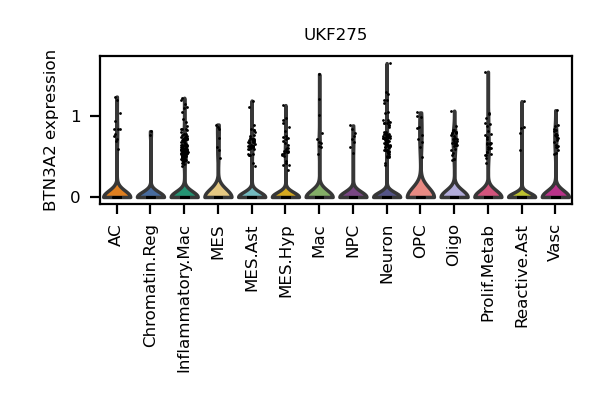 UKF275
BTN3A2 expression
1
0
AC
Chromatin.Reg
Inflammatory.Mac
MES
MES.Ast
MES.Hyp
Mac
NPC
Neuron
OPC
Oligo
Prolif.Metab
Reactive.Ast
Vasc